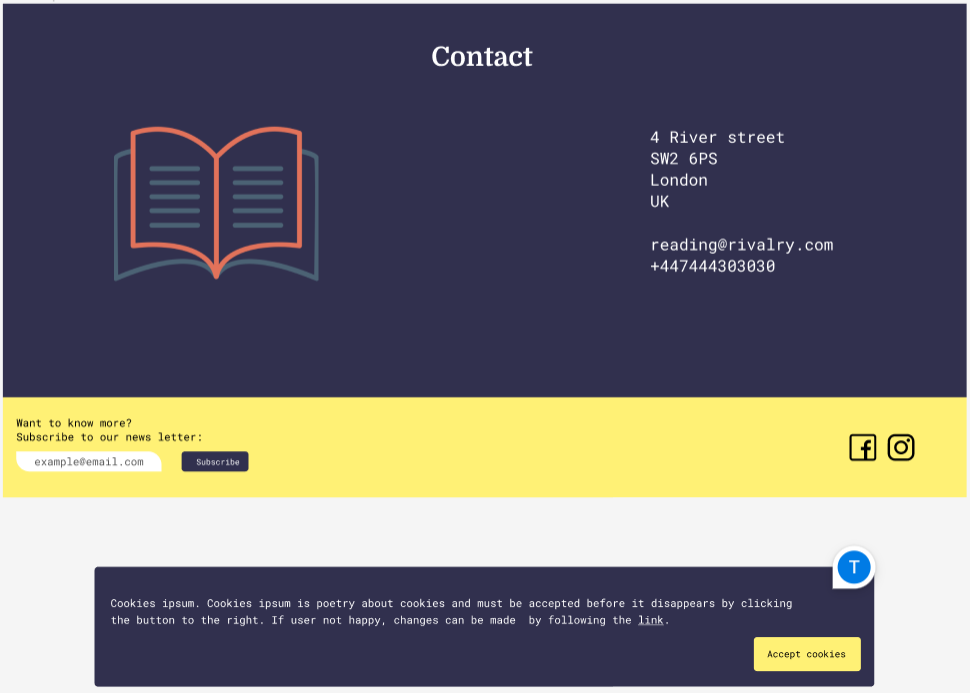 Contact
4 River street
SW2 6PS
London
UK
reading@rivalry.com
+447444303030
Want to know more?
Subscribe to our news letter:
example@email.com
Subscribe
T
Cookies ipsum. Cookies ipsum is poetry about cookies and must be accepted before it disappears by clicking
the button to the right. If user not happy, changes can be made  by following the link.
Accept cookies